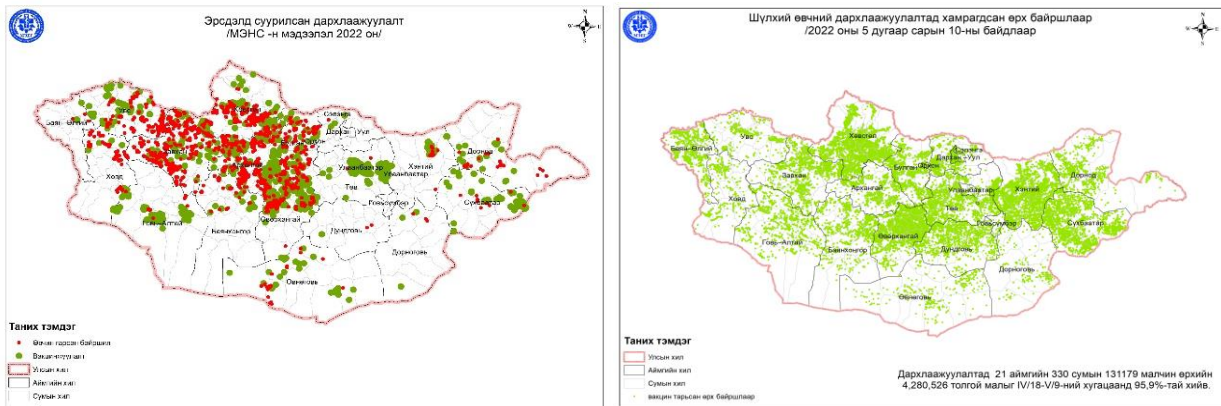 Эрсдэлд суурилсан дархлаажуулалт
/МЭНС -н мэдээлэл 2022 он/
Увс
Баян-Өлгий
Ховд
Говь-Алтай
Баянхонгор
Өвөрхангай
Төв
Улаанбаатар
Хэнтий
Дорнод
Сүхбаатар
Говьсүмбэр
Дундговь
Дорноговь
Өмнөговь
Таних тэмдэг
Өвчин гарсан байршил
Вакцинжуулалт
Улсын хил
Аймгийн хил
Сумын хил
Шүлхий өвчний дархлаажуулалтад хамрагдсан өрх байршлаар
/2022 оны 5 дугаар сарын 10-ны байдлаар
Баян-Өлгий
Увс
Ховд
Завхан
Хөвсгөл
Говь-Алтай
Баянхонгор
Архангай
Булган
Орхон
Дархан-Уул
Улаанбаатар
Төв
Хэнтий
Дорнод
Сүхбаатар
Говьсүмбэр
Өвөрхангай
Дундговь
Дорноговь
Өмнөговь
Таних тэмдэг
Улсын хил
Аймгийн хил
Сумын хил
вакцин тарьсан өрх байршлаар
Дархлаажуулалтад 21 аймгийн 330 сумын 131179 малчин өрхийн
4,280,526 толгой малыг IV/18-V/9-ний хугацаанд 95,9%-тай хийв.